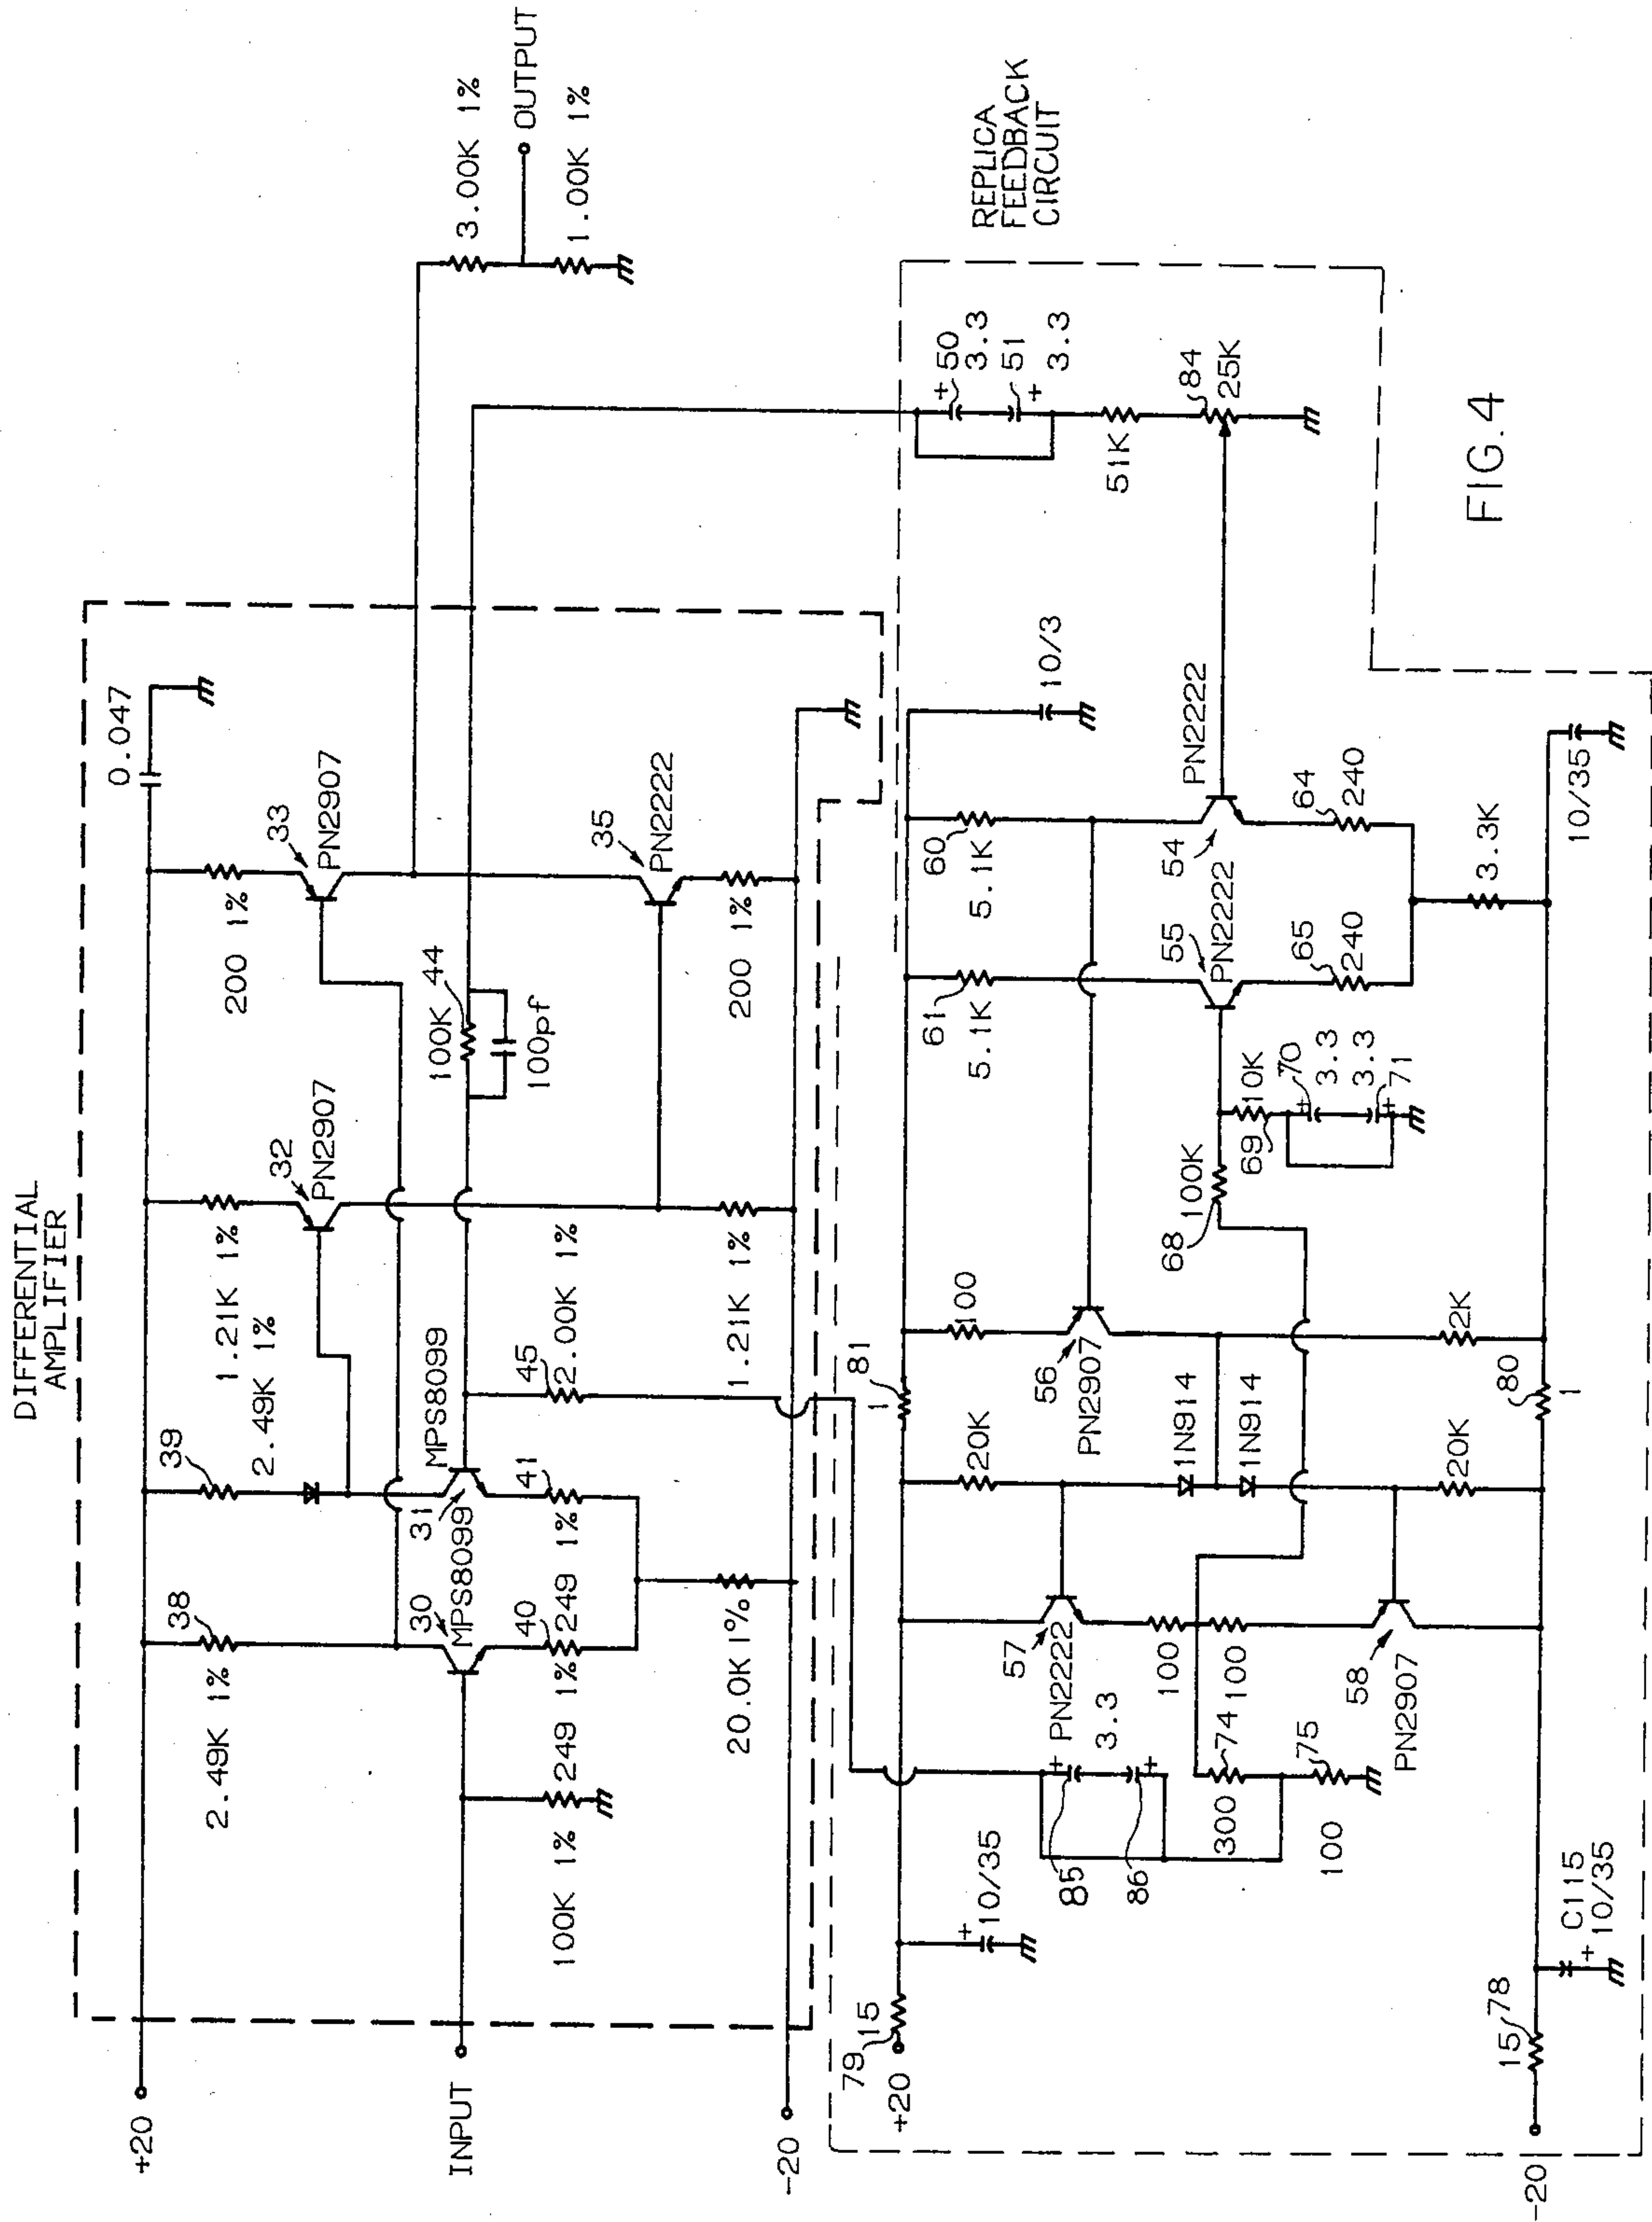 DIFFERENTIAL
AMPLIFIER
+20
INPUT
-20
38
2.49K 1%
39
2.49K 1%
1.21K 1%
32
PN2907
200 1%
33
PN2907
0.047
30
MPS8099
31
MPS8099
40
249 1%
41
1%
100K 1%
249 1%
20.0K 1%
45
2.00K 1%
1.21K 1%
100K 44
100pf
35
PN2222
200 1%
3.00K 1%
OUTPUT
1.00K 1%
REPLICA
FEEDBACK
CIRCUIT
79
15
+20
+
10/35
85
+
3.3
86
+
300
74
100
75
57
PN2222
100
100
58
PN2907
20K
1N914
1N914
20K
1
81
100
56
PN2907
2K
80
1
68
100K
69
10K
+
70
3.3
3.3
71
+
61
5.1K
60
5.1K
55
PN2222
54
PN2222
65
240
64
240
3.3K
10/3
10/35
+
50
3.3
51
+
3.3
51K
84
25K
-20
15
78
C115
+
10/35
FIG.4